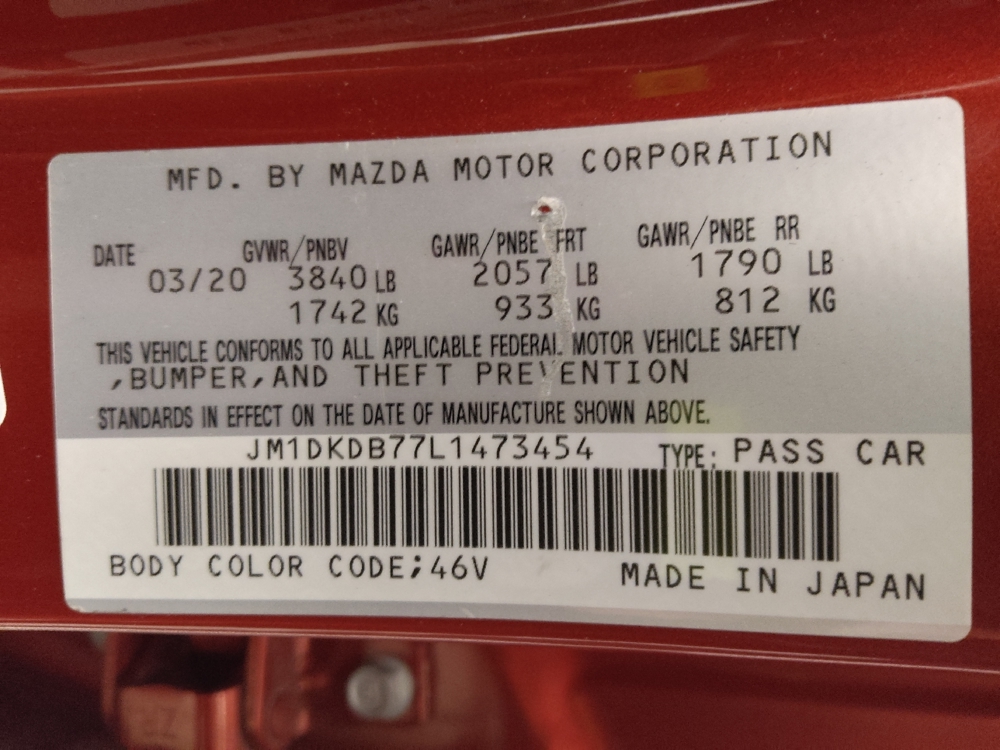 MFD. BY MAZDA MOTOR CORPORATION
DATE GVWR/PNBV GAWR/PNBE FRT GAWR/PNBE RR
03/20 3840 LB 2057 LB 1790 LB
1742 KG 933 KG 812 KG
THIS VEHICLE CONFORMS TO ALL APPLICABLE FEDERAL MOTOR VEHICLE SAFETY
,BUMPER,AND THEFT PREVENTION
STANDARDS IN EFFECT ON THE DATE OF MANUFACTURE SHOWN ABOVE.
JM1DKDB77L1473454 TYPE: PASS CAR
BODY COLOR CODE;46V MADE IN JAPAN